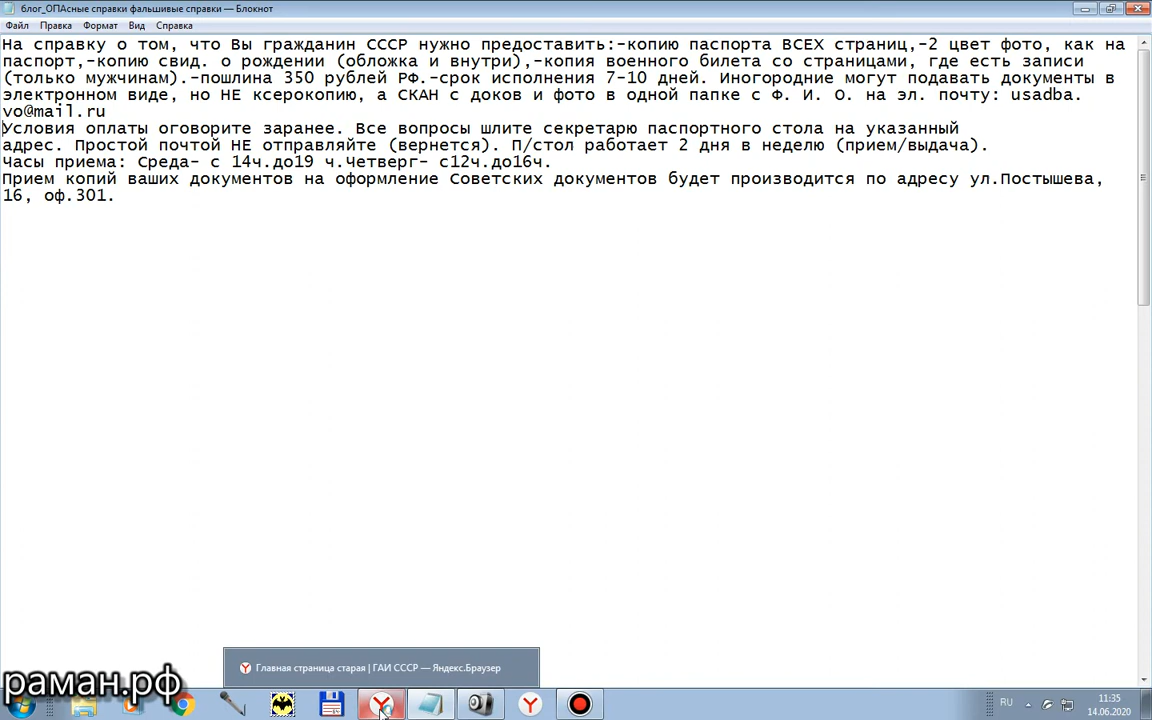 блог_ОПАсные справки фальшивые справки — Блокнот
Файл Правка Формат Вид Справка
На справку о том, что Вы гражданин СССР нужно предоставить:-копию паспорта ВСЕХ страниц,-2 цвет фото, как на
паспорт,-копию свид. о рождении (обложка и внутри),-копия военного билета со страницами, где есть записи
(только мужчинам).-пошлина 350 рублей РФ.-срок исполнения 7-10 дней. Иногородние могут подавать документы в
электронном виде, но НЕ ксерокопию, а СКАН с доков и фото в одной папке с Ф. И. О. на эл. почту: usadba.
vo@mail.ru
Условия оплаты оговорите заранее. Все вопросы шлите секретарю паспортного стола на указанный
адрес. Простой почтой НЕ отправляйте (вернется). П/стол работает 2 дня в неделю (прием/выдача).
Часы приема: Среда- с 14ч.до19 ч.Четверг- с12ч.до16ч.
Прием копий ваших документов на оформление Советских документов будет производится по адресу ул.Постышева,
16, оф.301.
Главная страница старая | ГАИ СССР — Яндекс.Браузер
раман.рф
RU
11:35
14.06.2020